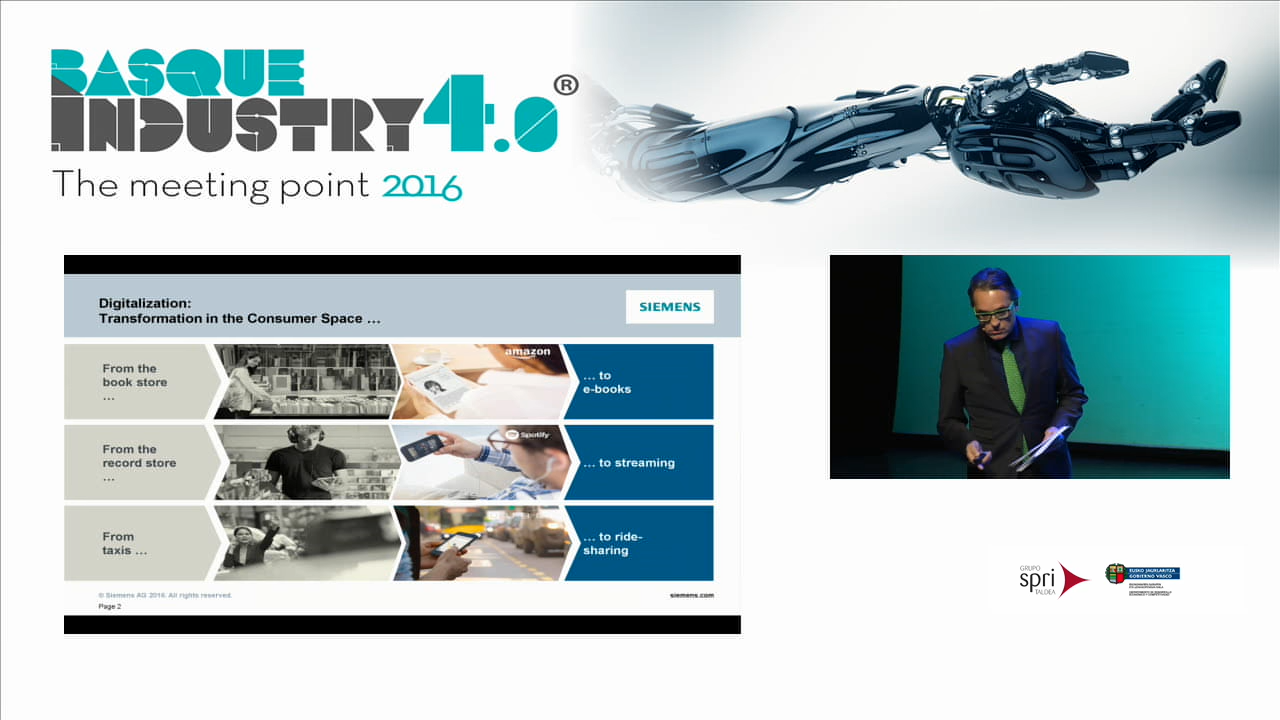 BASQUE
INDUSTRY 4.0®
The meeting point 2016
Digitalization:
Transformation in the Consumer Space …
SIEMENS
From the
book store
…
amazon
… to
e-books
From the
record store
…
Spotify
… to streaming
From
taxis …
… to ride-
sharing
© Siemens AG 2016. All rights reserved.
siemens.com
Page 2
GRUPO
spri
TALDEA
EUSKO JAURLARITZA
GOBIERNO VASCO